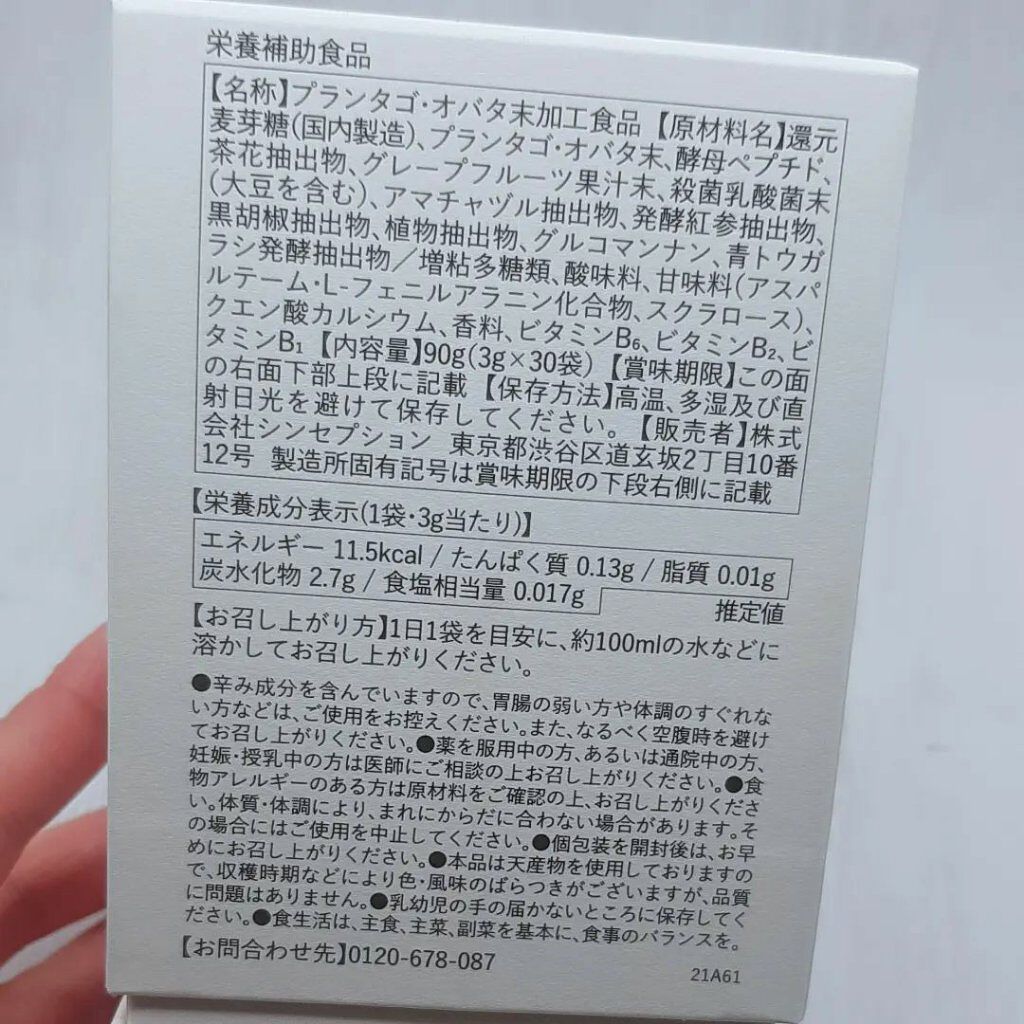 栄養補助食品
【名称】プランタゴ・オバタ末加工食品 【原材料名】還元
麦芽糖(国内製造)、プランタゴ・オバタ末、酵母ペプチド、
茶花抽出物、グレープフルーツ果汁末、殺菌乳酸菌末
(大豆を含む)、アマチャヅル抽出物、発酵紅参抽出物、
黒胡椒抽出物、植物抽出物、グルコマンナン、青トウガ
ラシ発酵抽出物／増粘多糖類、酸味料、甘味料(アスパ
ルテーム・L-フェニルアラニン化合物、スクラロース)、
クエン酸カルシウム、香料、ビタミンB₆、ビタミンB₂、ビ
タミンB₁ 【内容量】90g(3g×30袋) 【賞味期限】この面
の右面下部上段に記載 【保存方法】高温、多湿及び直
射日光を避けて保存してください。 【販売者】株式
会社シンセプション 東京都渋谷区道玄坂2丁目10番
12号 製造所固有記号は賞味期限の下段右側に記載
【栄養成分表示(1袋・3g当たり)】
エネルギー 11.5kcal / たんぱく質 0.13g / 脂質 0.01g
炭水化物 2.7g / 食塩相当量 0.017g
推定値
【お召し上がり方】1日1袋を目安に、約100mlの水などに
溶かしてお召し上がりください。
●辛み成分を含んでいますので、胃腸の弱い方や体調のすぐれな
い方などは、ご使用をお控えください。また、なるべく空腹時を避け
てお召し上がりください。●薬を服用中の方、あるいは通院中の方、
妊娠・授乳中の方は医師にご相談の上お召し上がりください。●食
物アレルギーのある方は原材料をご確認の上、お召し上がりくださ
い。体質・体調により、まれにからだに合わない場合があります。そ
の場合にはご使用を中止してください。●個包装を開封後は、お早
めにお召し上がりください。●本品は天産物を使用しておりますの
で、収穫時期などにより色・風味のばらつきがございますが、品質
に問題はありません。●乳幼児の手の届かないところに保存してく
ださい。●食生活は、主食、主菜、副菜を基本に、食事のバランスを。
【お問合わせ先】0120-678-087
21A61